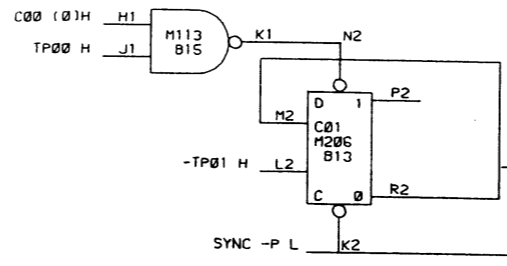 C00 (0)H H1
M113
B15
K1
N2
TP00 H J1
D 1
P2
M2
C01
M206
B13
-TP01 H L2
C 0
R2
SYNC -P L K2